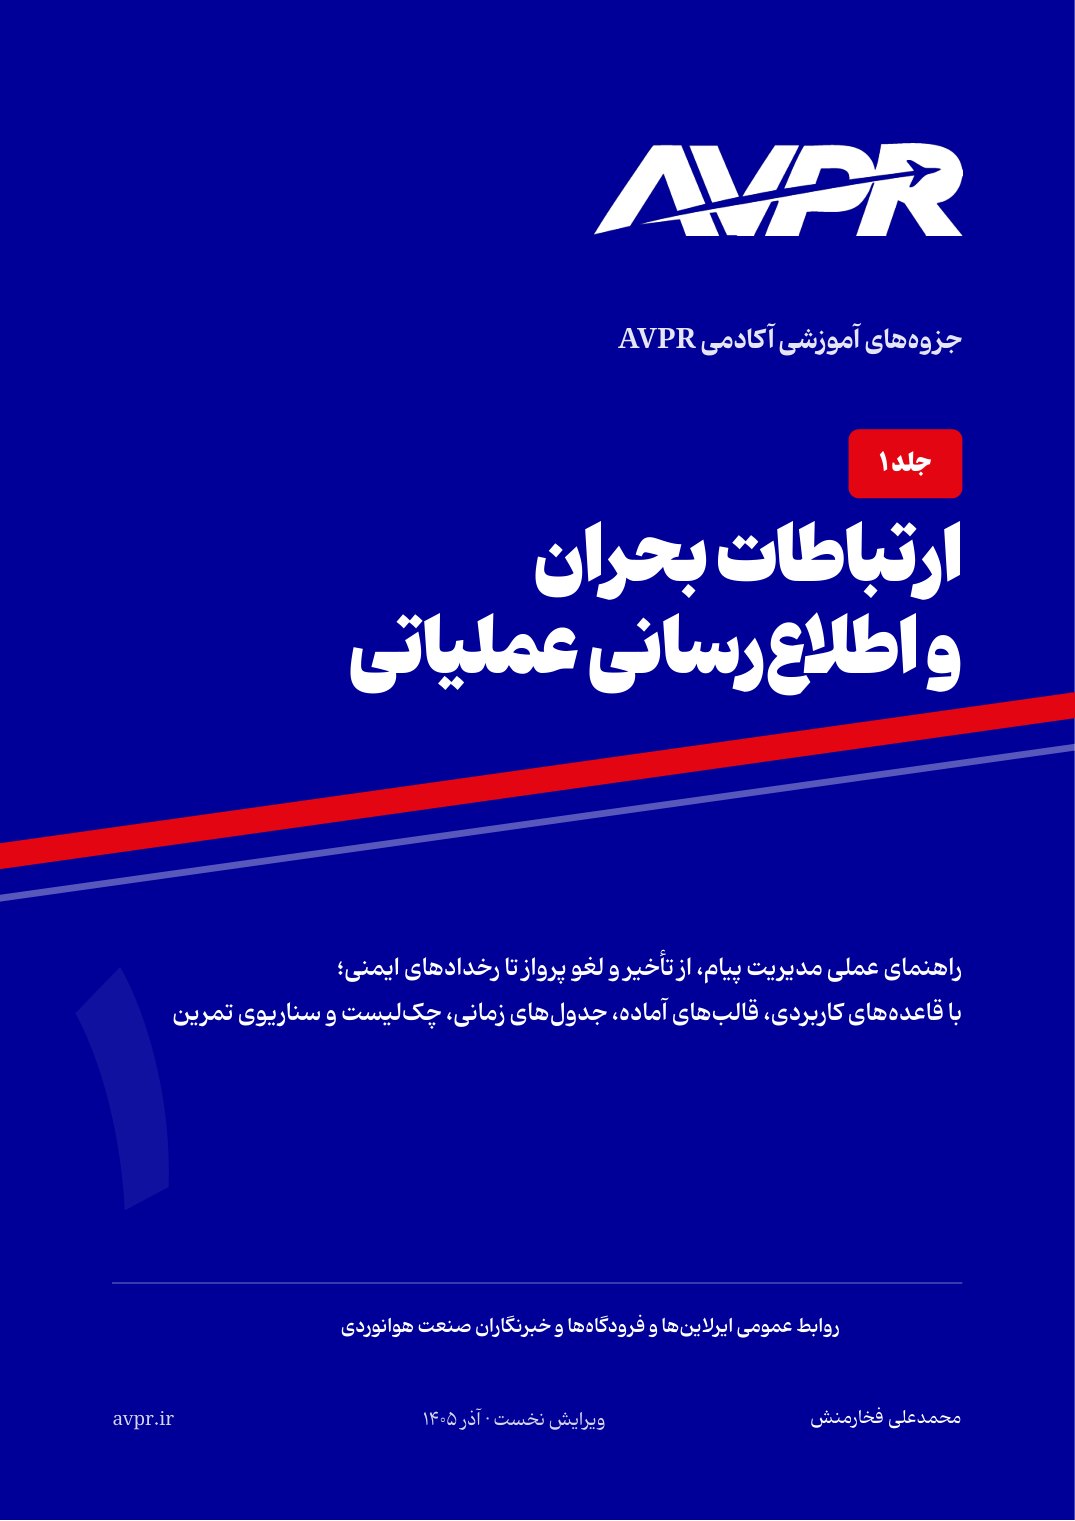 AVPR
جزوه‌های آموزشی آکادمی AVPR
جلد ۱
ارتباطات بحران
و اطلاع‌رسانی عملیاتی
راهنمای عملی مدیریت پیام، از تأخیر و لغو پرواز تا رخدادهای ایمنی؛
با قاعده‌های کاربردی، قالب‌های آماده، جدول‌های زمانی، چک‌لیست و سناریوی تمرین
۱
روابط عمومی ایرلاین‌ها و فرودگاه‌ها و خبرنگاران صنعت هوانوردی
محمدعلی فخارمنش
ویرایش نخست · آذر ۱۴۰۵
avpr.ir